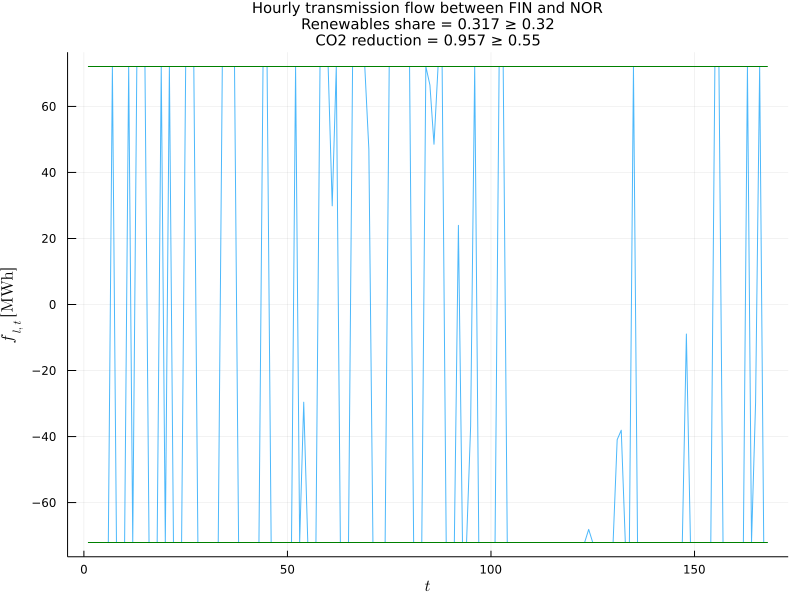 Hourly transmission flow between FIN and NOR
Renewables share = 0.317 ≥ 0.32
CO2 reduction = 0.957 ≥ 0.55
60
40
20
0
−20
−40
−60
f l,t [MWh]
0
50
100
150
t